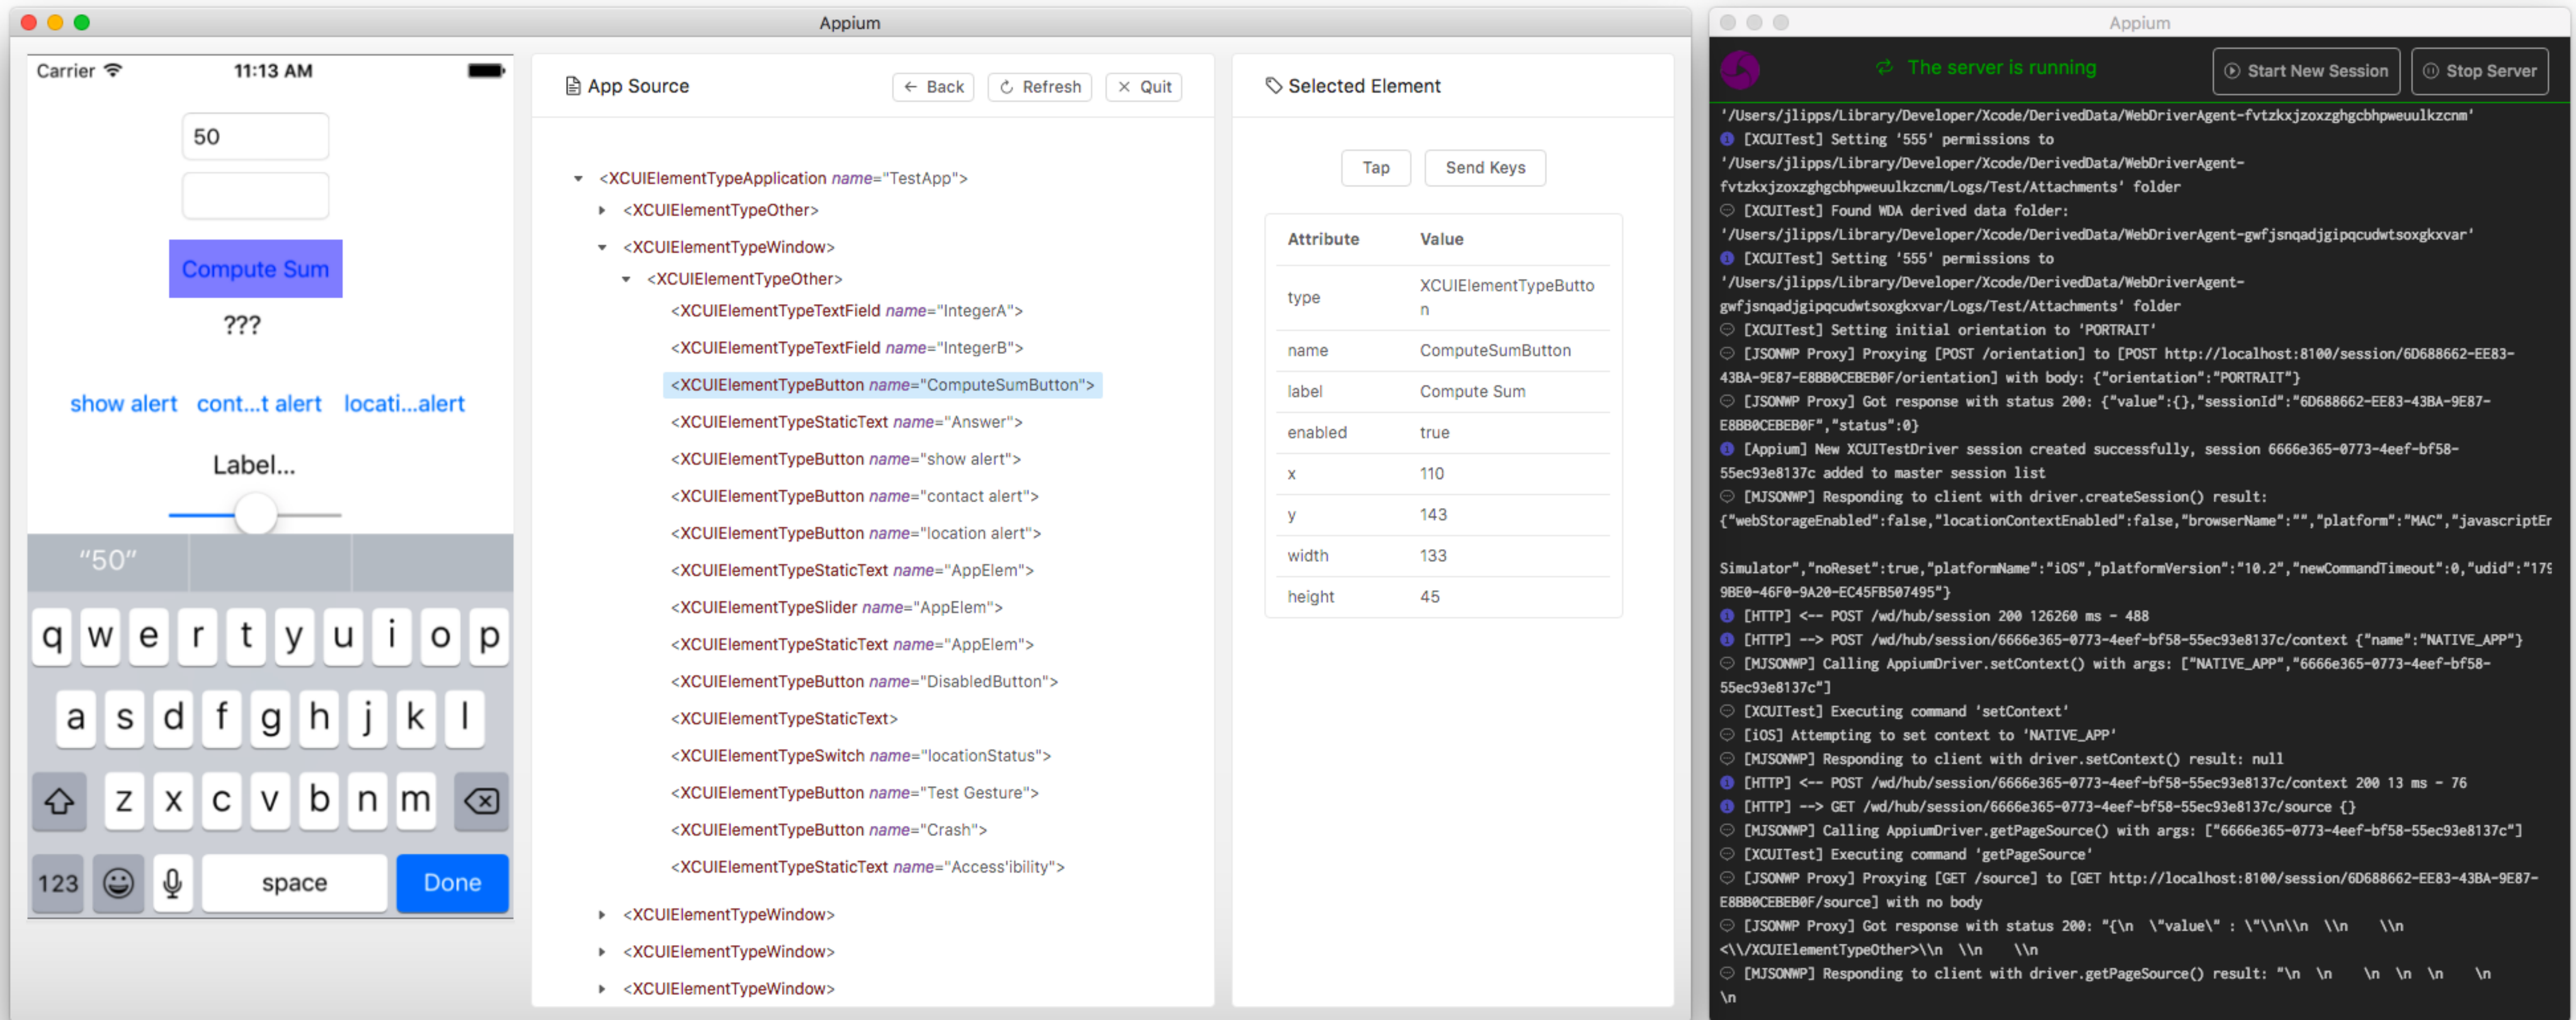 Appium
Carrier 11:13 AM
50
Compute Sum
???
show alert cont...t alert locati...alert
Label...
“50”
q w e r t y u i o p
a s d f g h j k l
z x c v b n m
123 space Done
App Source
Back Refresh Quit
<XCUIElementTypeApplication name="TestApp">
<XCUIElementTypeOther>
<XCUIElementTypeWindow>
<XCUIElementTypeOther>
<XCUIElementTypeTextField name="IntegerA">
<XCUIElementTypeTextField name="IntegerB">
<XCUIElementTypeButton name="ComputeSumButton">
<XCUIElementTypeStaticText name="Answer">
<XCUIElementTypeButton name="show alert">
<XCUIElementTypeButton name="contact alert">
<XCUIElementTypeButton name="location alert">
<XCUIElementTypeStaticText name="AppElem">
<XCUIElementTypeSlider name="AppElem">
<XCUIElementTypeStaticText name="AppElem">
<XCUIElementTypeButton name="DisabledButton">
<XCUIElementTypeStaticText>
<XCUIElementTypeSwitch name="locationStatus">
<XCUIElementTypeButton name="Test Gesture">
<XCUIElementTypeButton name="Crash">
<XCUIElementTypeStaticText name="Access'ibility">
<XCUIElementTypeWindow>
<XCUIElementTypeWindow>
<XCUIElementTypeWindow>
Selected Element
Tap Send Keys
Attribute Value
type XCUIElementTypeButto
n
name ComputeSumButton
label Compute Sum
enabled true
x 110
y 143
width 133
height 45
Appium
The server is running
Start New Session Stop Server
'/Users/jlipps/Library/Developer/Xcode/DerivedData/WebDriverAgent-fvtzkxjzoxzghgcbhpweuulkzcnm'
[XCUITest] Setting '555' permissions to
'/Users/jlipps/Library/Developer/Xcode/DerivedData/WebDriverAgent-
fvtzkxjzoxzghgcbhpweuulkzcnm/Logs/Test/Attachments' folder
[XCUITest] Found WDA derived data folder:
'/Users/jlipps/Library/Developer/Xcode/DerivedData/WebDriverAgent-gwfjsnqadjgipqcudwtsoxgkxvar'
[XCUITest] Setting '555' permissions to
'/Users/jlipps/Library/Developer/Xcode/DerivedData/WebDriverAgent-
gwfjsnqadjgipqcudwtsoxgkxvar/Logs/Test/Attachments' folder
[XCUITest] Setting initial orientation to 'PORTRAIT'
[JSONWP Proxy] Proxying [POST /orientation] to [POST http://localhost:8100/session/6D688662-EE83-
43BA-9E87-E8BB0CEBEB0F/orientation] with body: {"orientation":"PORTRAIT"}
[JSONWP Proxy] Got response with status 200: {"value":{},"sessionId":"6D688662-EE83-43BA-9E87-
E8BB0CEBEB0F","status":0}
[Appium] New XCUITestDriver session created successfully, session 6666e365-0773-4eef-bf58-
55ec93e8137c added to master session list
[MJSONWP] Responding to client with driver.createSession() result:
{"webStorageEnabled":false,"locationContextEnabled":false,"browserName":"","platform":"MAC","javascriptEr
Simulator","noReset":true,"platformName":"iOS","platformVersion":"10.2","newCommandTimeout":0,"udid":"179
9BE0-46F0-9A20-EC45FB507495"}
[HTTP] <-- POST /wd/hub/session 200 126260 ms - 488
[HTTP] --> POST /wd/hub/session/6666e365-0773-4eef-bf58-55ec93e8137c/context {"name":"NATIVE_APP"}
[MJSONWP] Calling AppiumDriver.setContext() with args: ["NATIVE_APP","6666e365-0773-4eef-bf58-
55ec93e8137c"]
[XCUITest] Executing command 'setContext'
[iOS] Attempting to set context to 'NATIVE_APP'
[MJSONWP] Responding to client with driver.setContext() result: null
[HTTP] <-- POST /wd/hub/session/6666e365-0773-4eef-bf58-55ec93e8137c/context 200 13 ms - 76
[HTTP] --> GET /wd/hub/session/6666e365-0773-4eef-bf58-55ec93e8137c/source {}
[MJSONWP] Calling AppiumDriver.getPageSource() with args: ["6666e365-0773-4eef-bf58-55ec93e8137c"]
[XCUITest] Executing command 'getPageSource'
[JSONWP Proxy] Proxying [GET /source] to [GET http://localhost:8100/session/6D688662-EE83-43BA-9E87-
E8BB0CEBEB0F/source] with no body
[JSONWP Proxy] Got response with status 200: "{\n \"value\" : \"\\n\\n \\n \\n
<\\/XCUIElementTypeOther>\\n \\n \\n
[MJSONWP] Responding to client with driver.getPageSource() result: "\n \n \n \n \n \n
\n